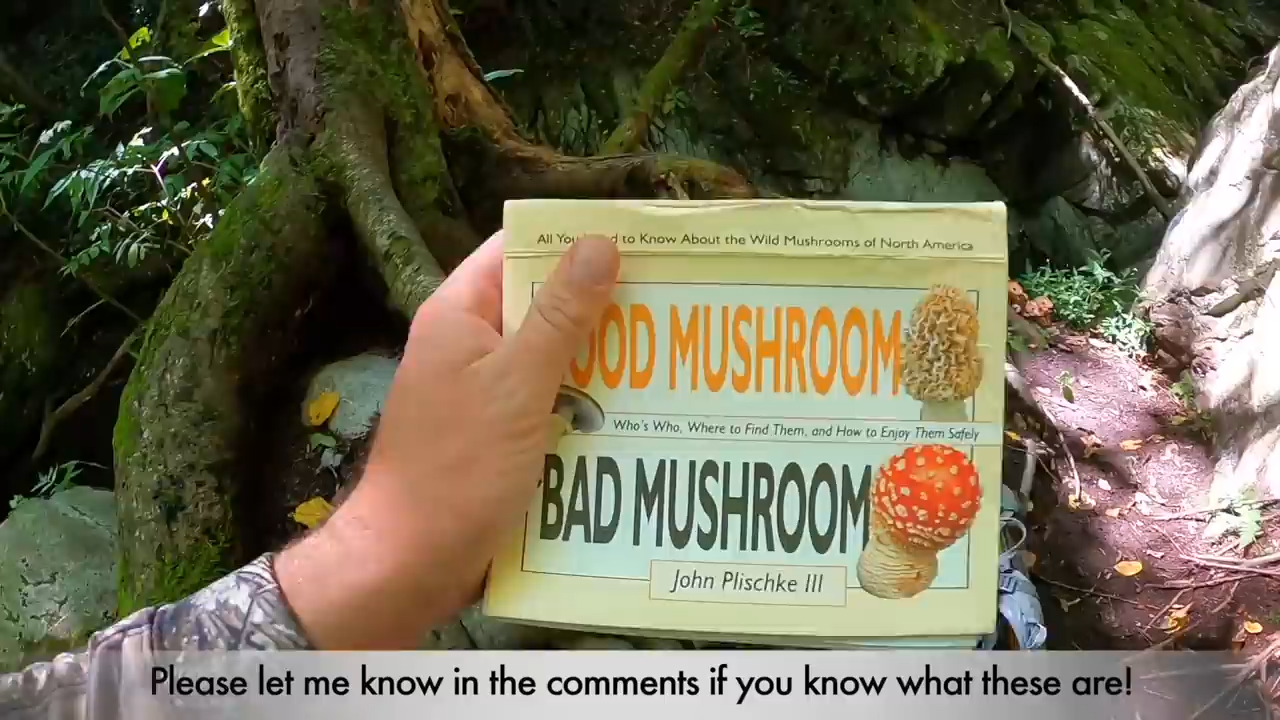 All You to Know About the Wild Mushrooms of North America
MUSHROOM
Who's Who, Where to Find Them, and How to Enjoy Them Safely
BAD MUSHROOM
John Plischke III
Please let me know in the comments if you know what these are!